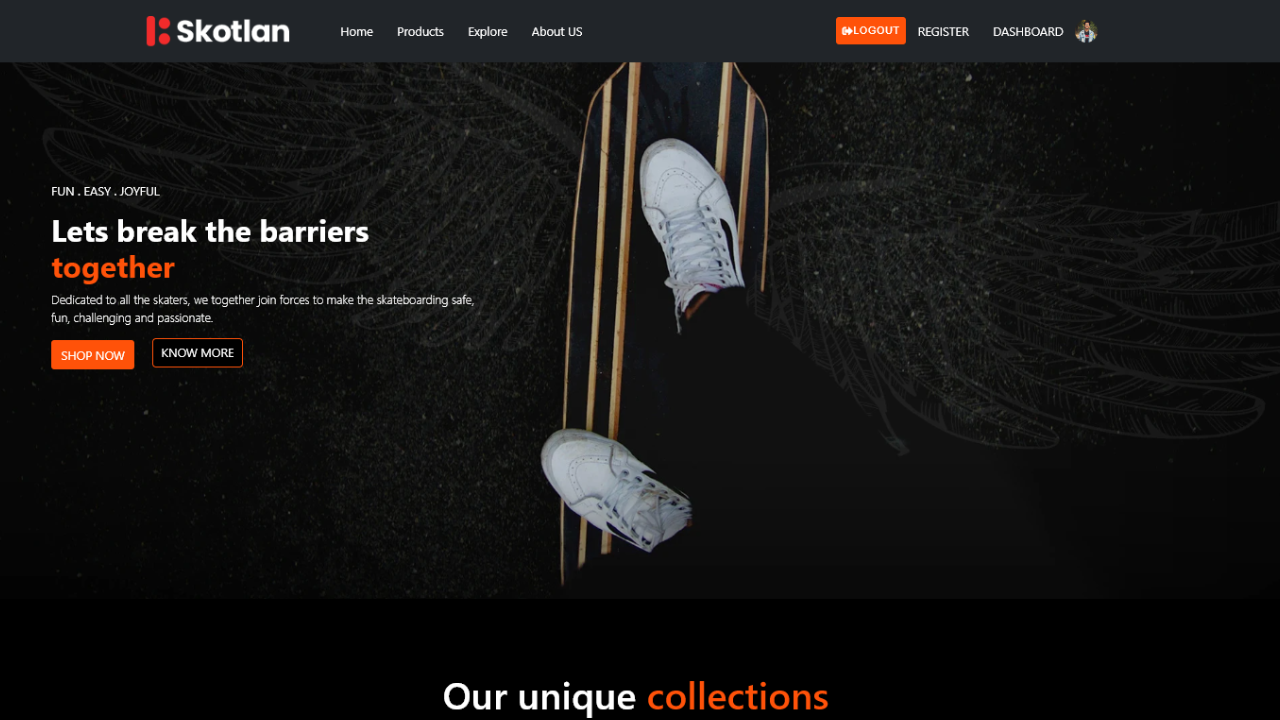 Skotlan
Home Products Explore About US
LOGOUT REGISTER DASHBOARD
FUN . EASY . JOYFUL
Lets break the barriers
together
Dedicated to all the skaters, we together join forces to make the skateboarding safe,
fun, challenging and passionate.
SHOP NOW KNOW MORE
Our unique collections